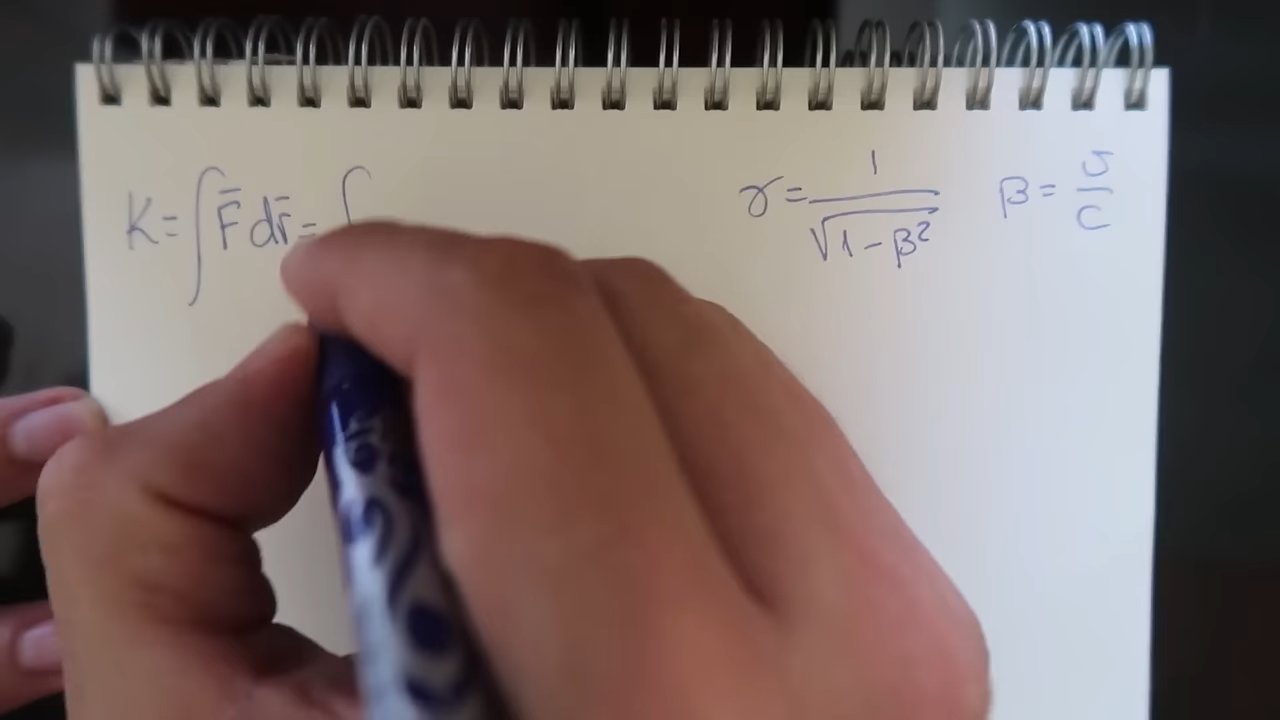 K = ∫ F̄ dr̄ = ∫
γ = 1 / √(1 − β²)
β = υ / c